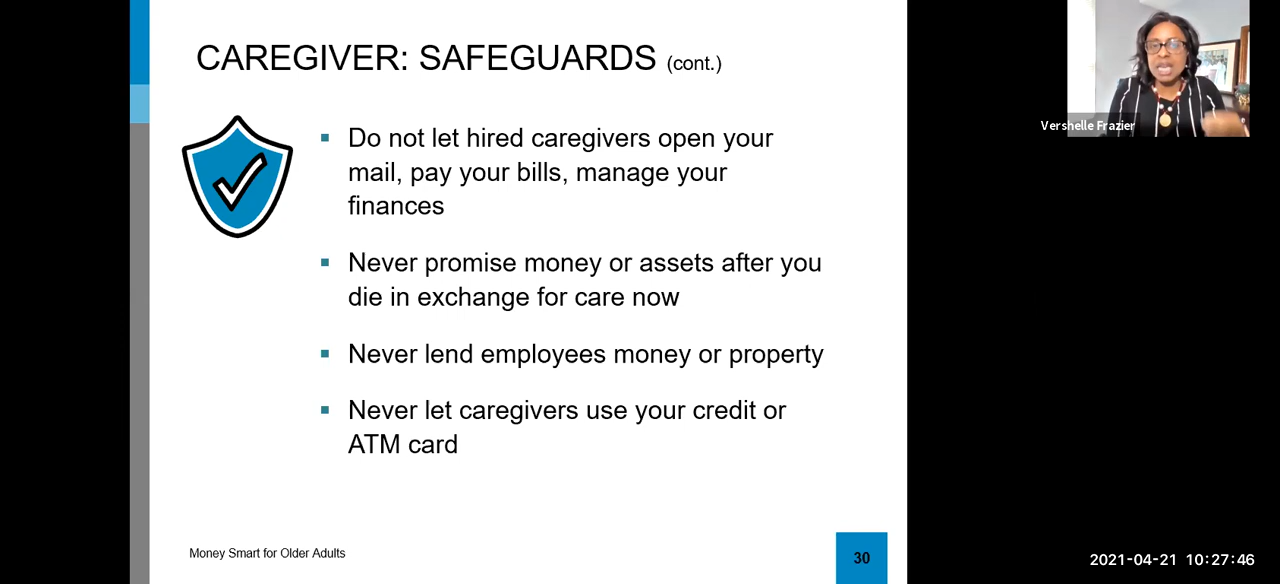 CAREGIVER: SAFEGUARDS (cont.)
Do not let hired caregivers open your
mail, pay your bills, manage your
finances
Never promise money or assets after you
die in exchange for care now
Never lend employees money or property
Never let caregivers use your credit or
ATM card
Money Smart for Older Adults
30
Vershelle Frazier
2021-04-21 10:27:46